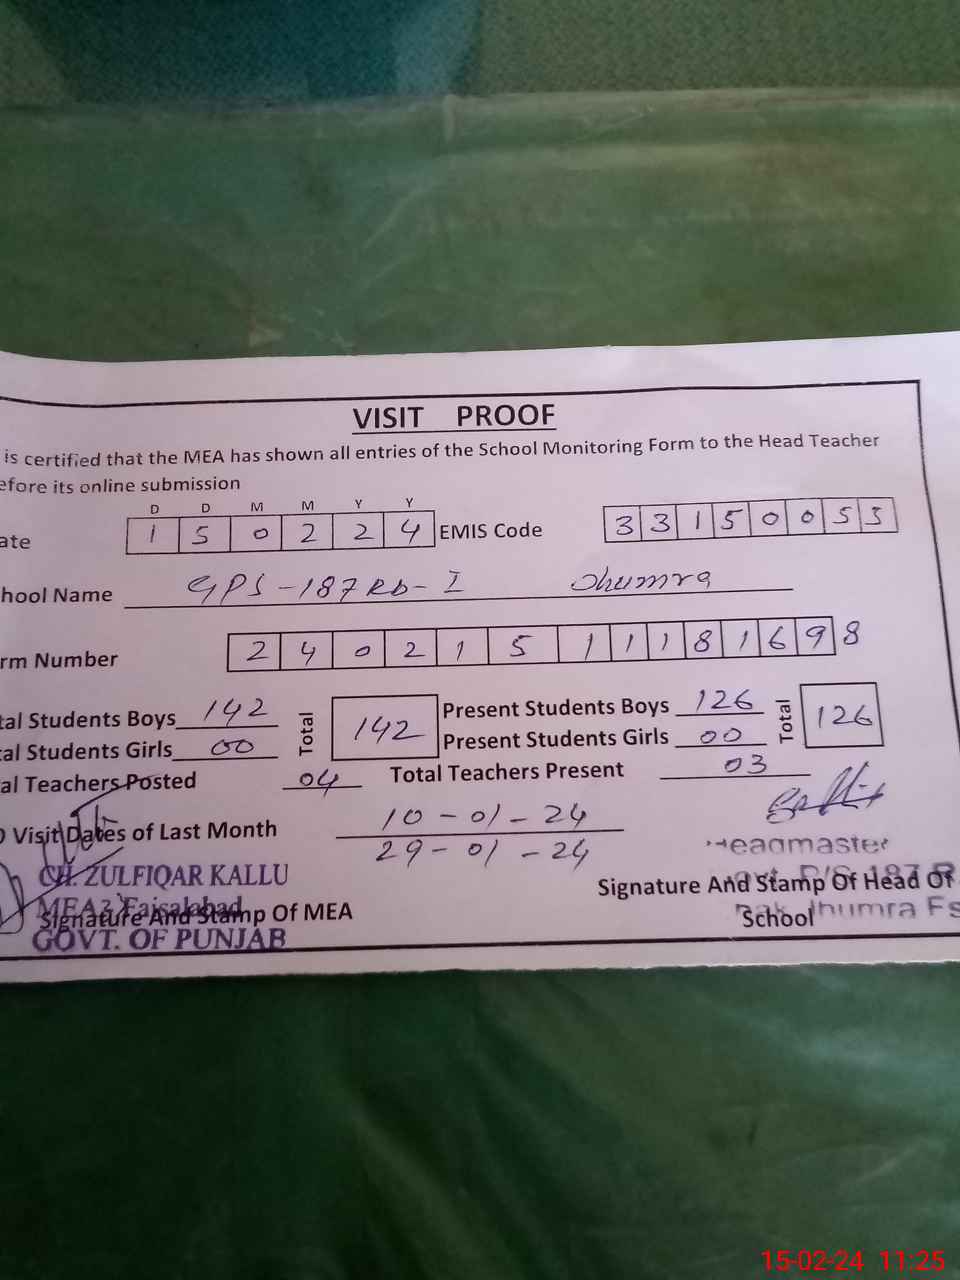 VISIT PROOF
is certified that the MEA has shown all entries of the School Monitoring Form to the Head Teacher
efore its online submission
D D M M Y Y
ate 1 5 0 2 2 4 EMIS Code 3 3 1 5 0 0 5 5
hool Name GPS-187RB-I Jhumra
rm Number 2 4 0 2 1 5 1 1 1 8 1 6 9 8
tal Students Boys 142 Total 142 Present Students Boys 126 Total 126
tal Students Girls 00 Present Students Girls 00
al Teachers Posted 04 Total Teachers Present 03
Visit Dates of Last Month 10-01-24
29-01-24
Headmaster
CH. ZULFIQAR KALLU
MEA Faisalabad
GOVT. OF PUNJAB
Signature And Stamp Of MEA
Signature And Stamp Of Head Of
School
P/S 187 R
Jhumra Fs
15-02-24 11:25